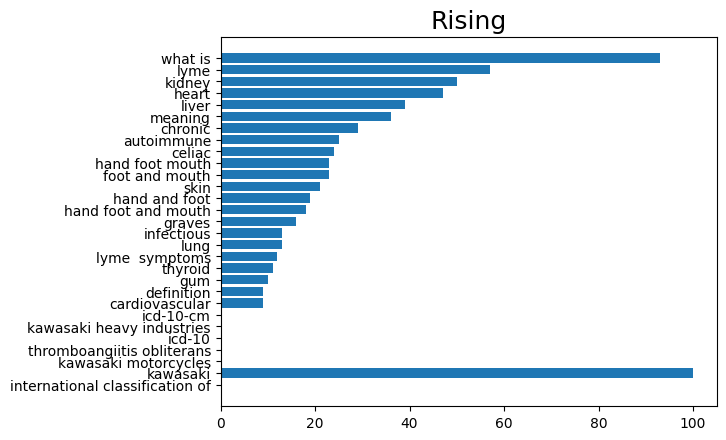 Rising
what is
lyme
kidney
heart
liver
meaning
chronic
autoimmune
celiac
hand foot mouth
foot and mouth
skin
hand and foot
hand foot and mouth
graves
infectious
lung
lyme  symptoms
thyroid
gum
definition
cardiovascular
icd-10-cm
kawasaki heavy industries
icd-10
thromboangiitis obliterans
kawasaki motorcycles
kawasaki
international classification of
0 20 40 60 80 100